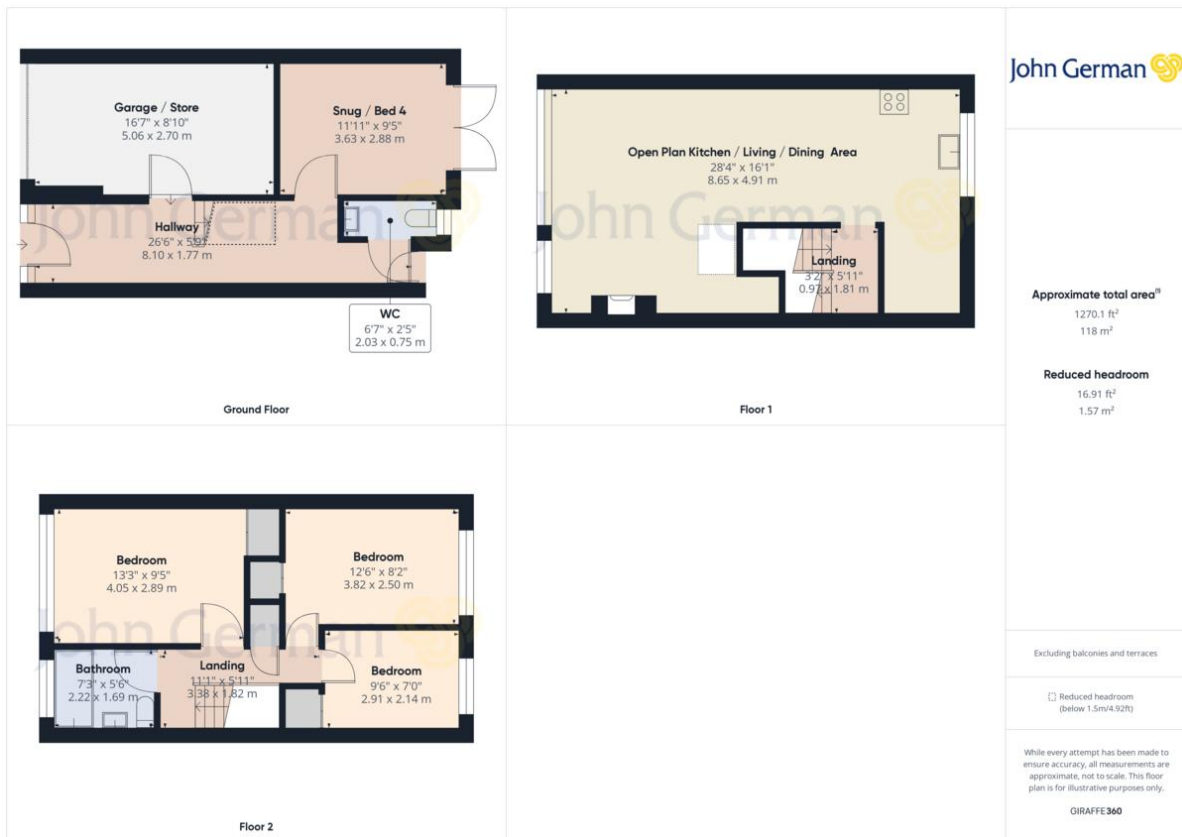 Garage / Store
16'7" x 8'10"
5.06 x 2.70 m
Snug / Bed 4
11'11" x 9'5"
3.63 x 2.88 m
John German
Hallway
26'6" x 5'9"
8.10 x 1.77 m
WC
6'7" x 2'5"
2.03 x 0.75 m
Ground Floor
Open Plan Kitchen / Living / Dining Area
28'4" x 16'1"
8.65 x 4.91 m
John German
Landing
3'2" x 5'11"
0.97 x 1.81 m
Floor 1
Bedroom
13'3" x 9'5"
4.05 x 2.89 m
Bedroom
12'6" x 8'2"
3.82 x 2.50 m
John German
Bathroom
7'3" x 5'6"
2.22 x 1.69 m
Landing
11'1" x 5'11"
3.38 x 1.82 m
Bedroom
9'6" x 7'0"
2.91 x 2.14 m
Floor 2
John German
Approximate total area⁽¹⁾
1270.1 ft²
118 m²
Reduced headroom
16.91 ft²
1.57 m²
Excluding balconies and terraces
Reduced headroom
(below 1.5m/4.92ft)
While every attempt has been made to
ensure accuracy, all measurements are
approximate, not to scale. This floor
plan is for illustrative purposes only.
GIRAFFE360